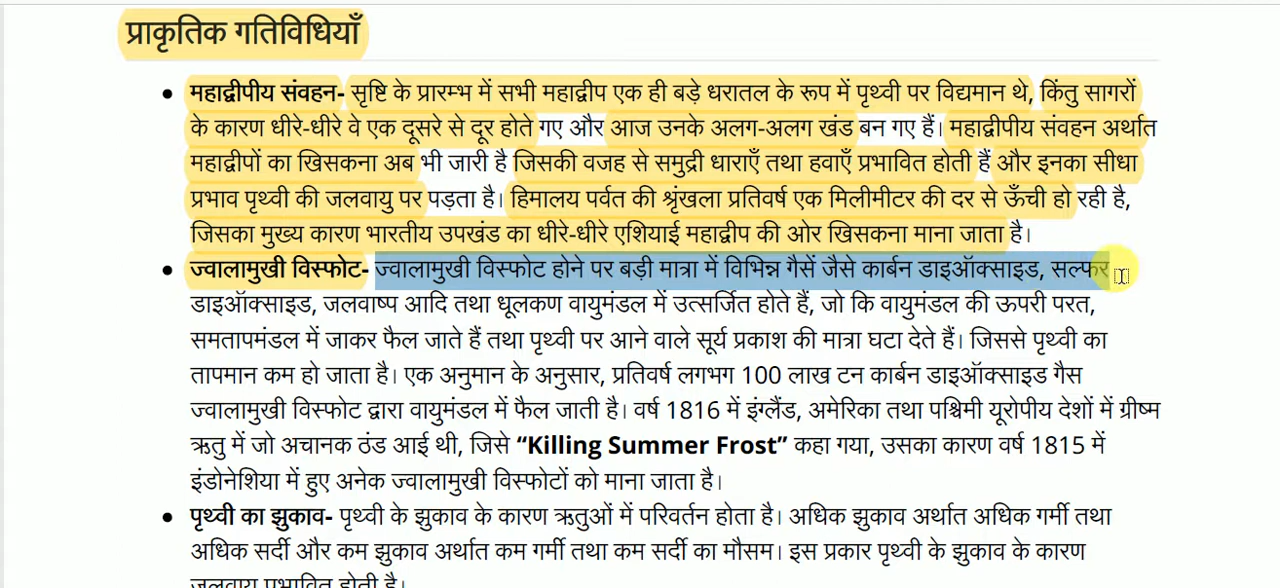 प्राकृतिक गतिविधियाँ
• महाद्वीपीय संवहन- सृष्टि के प्रारम्भ में सभी महाद्वीप एक ही बड़े धरातल के रूप में पृथ्वी पर विद्यमान थे, किंतु सागरों
के कारण धीरे-धीरे वे एक दूसरे से दूर होते गए और आज उनके अलग-अलग खंड बन गए हैं। महाद्वीपीय संवहन अर्थात
महाद्वीपों का खिसकना अब भी जारी है जिसकी वजह से समुद्री धाराएँ तथा हवाएँ प्रभावित होती हैं और इनका सीधा
प्रभाव पृथ्वी की जलवायु पर पड़ता है। हिमालय पर्वत की श्रृंखला प्रतिवर्ष एक मिलीमीटर की दर से ऊँची हो रही है,
जिसका मुख्य कारण भारतीय उपखंड का धीरे-धीरे एशियाई महाद्वीप की ओर खिसकना माना जाता है।
• ज्वालामुखी विस्फोट- ज्वालामुखी विस्फोट होने पर बड़ी मात्रा में विभिन्न गैसें जैसे कार्बन डाइऑक्साइड, सल्फर
डाइऑक्साइड, जलवाष्प आदि तथा धूलकण वायुमंडल में उत्सर्जित होते हैं, जो कि वायुमंडल की ऊपरी परत,
समतापमंडल में जाकर फैल जाते हैं तथा पृथ्वी पर आने वाले सूर्य प्रकाश की मात्रा घटा देते हैं। जिससे पृथ्वी का
तापमान कम हो जाता है। एक अनुमान के अनुसार, प्रतिवर्ष लगभग 100 लाख टन कार्बन डाइऑक्साइड गैस
ज्वालामुखी विस्फोट द्वारा वायुमंडल में फैल जाती है। वर्ष 1816 में इंग्लैंड, अमेरिका तथा पश्चिमी यूरोपीय देशों में ग्रीष्म
ऋतु में जो अचानक ठंड आई थी, जिसे “Killing Summer Frost” कहा गया, उसका कारण वर्ष 1815 में
इंडोनेशिया में हुए अनेक ज्वालामुखी विस्फोटों को माना जाता है।
• पृथ्वी का झुकाव- पृथ्वी के झुकाव के कारण ऋतुओं में परिवर्तन होता है। अधिक झुकाव अर्थात अधिक गर्मी तथा
अधिक सर्दी और कम झुकाव अर्थात कम गर्मी तथा कम सर्दी का मौसम। इस प्रकार पृथ्वी के झुकाव के कारण
जलवायु प्रभावित होती है।